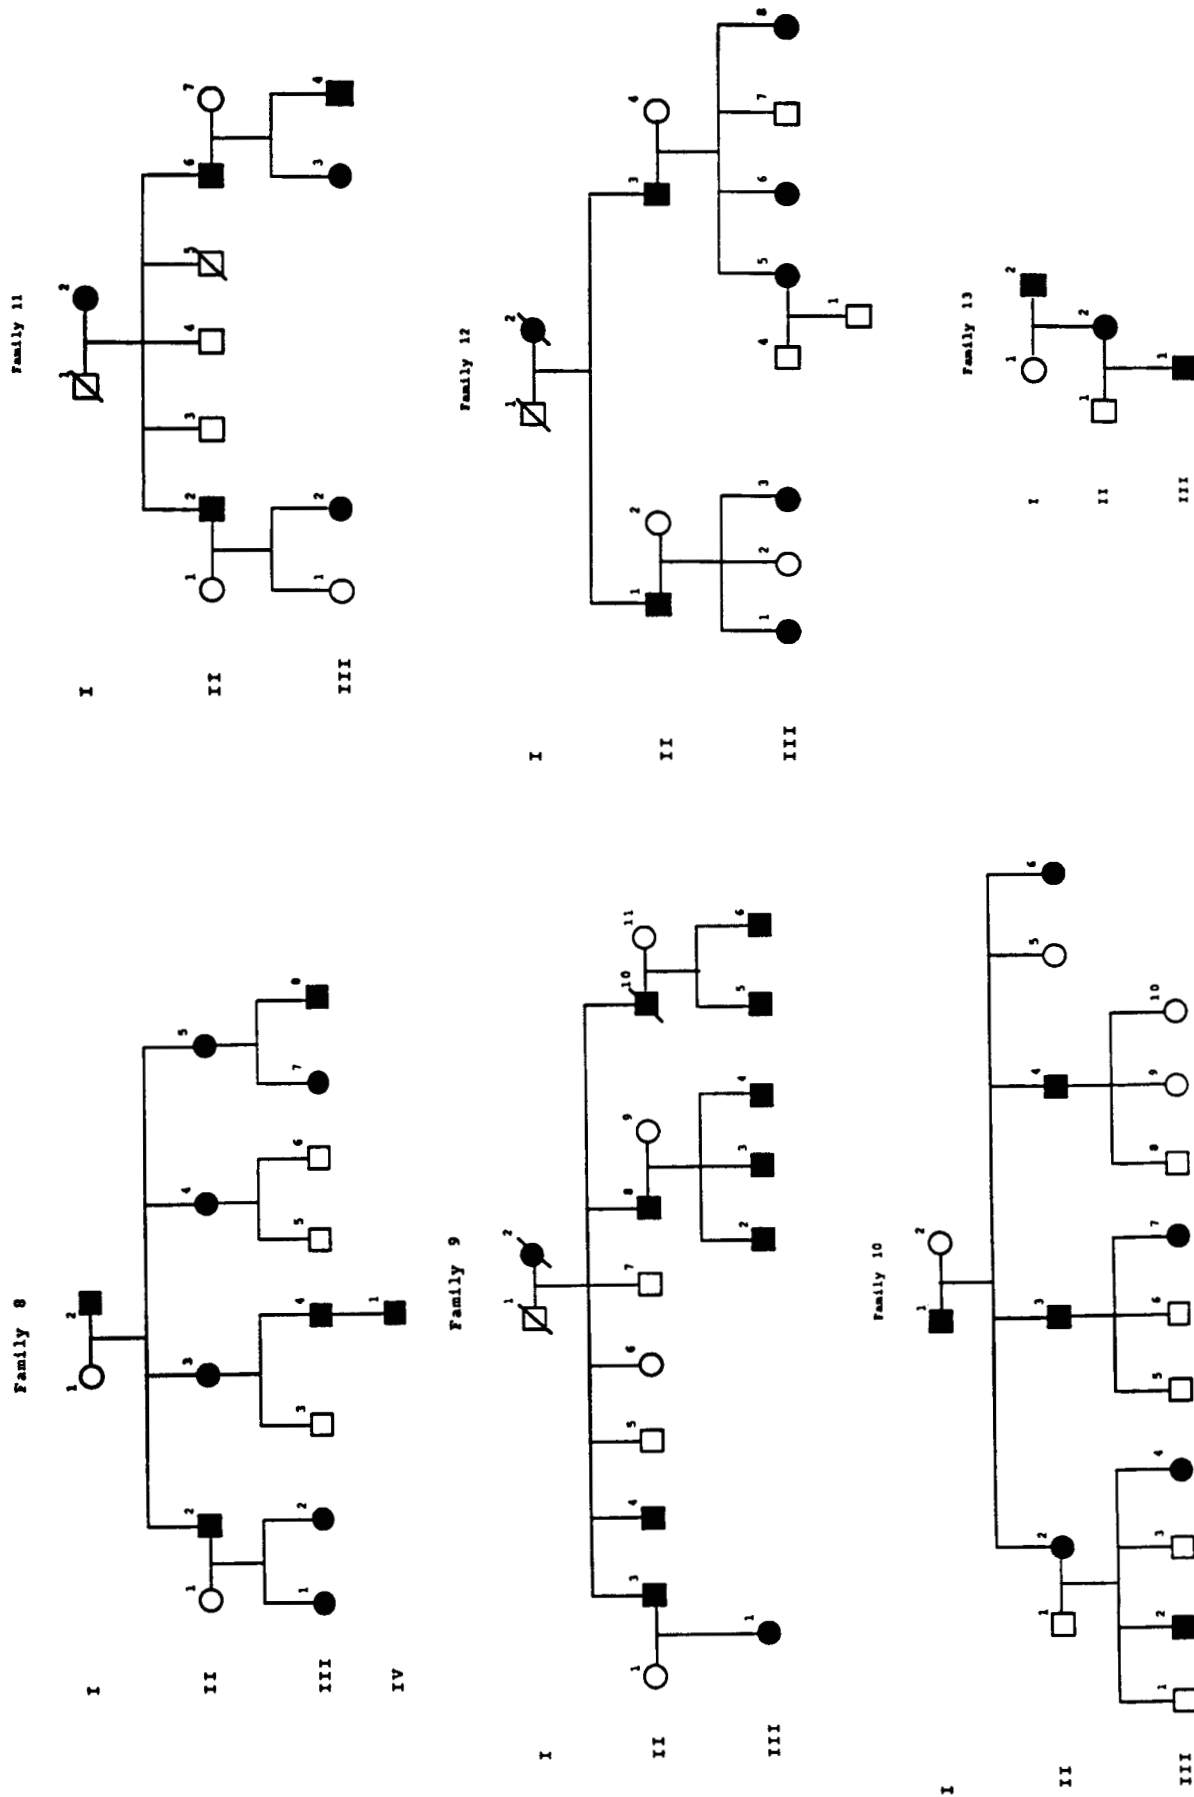 Family 8
I 1 2
II 1 2 3 4 5
III 1 2 3 4 5 6 7 8
IV 1
Family 9
I 1 2
II 1 3 4 5 6 7 8 9 10 11
III 1 2 3 4 5 6
Family 10
I 1 2
II 1 2 3 4 5 6
III 1 2 3 4 5 6 7 8 9 10
Family 11
I 1 2
II 1 2 3 4 5 6 7
III 1 2 3 4
Family 12
I 1 2
II 1 2 3 4
III 1 2 3 4 5 6 7 8
1
Family 13
I 1 2
II 1 2
III 1